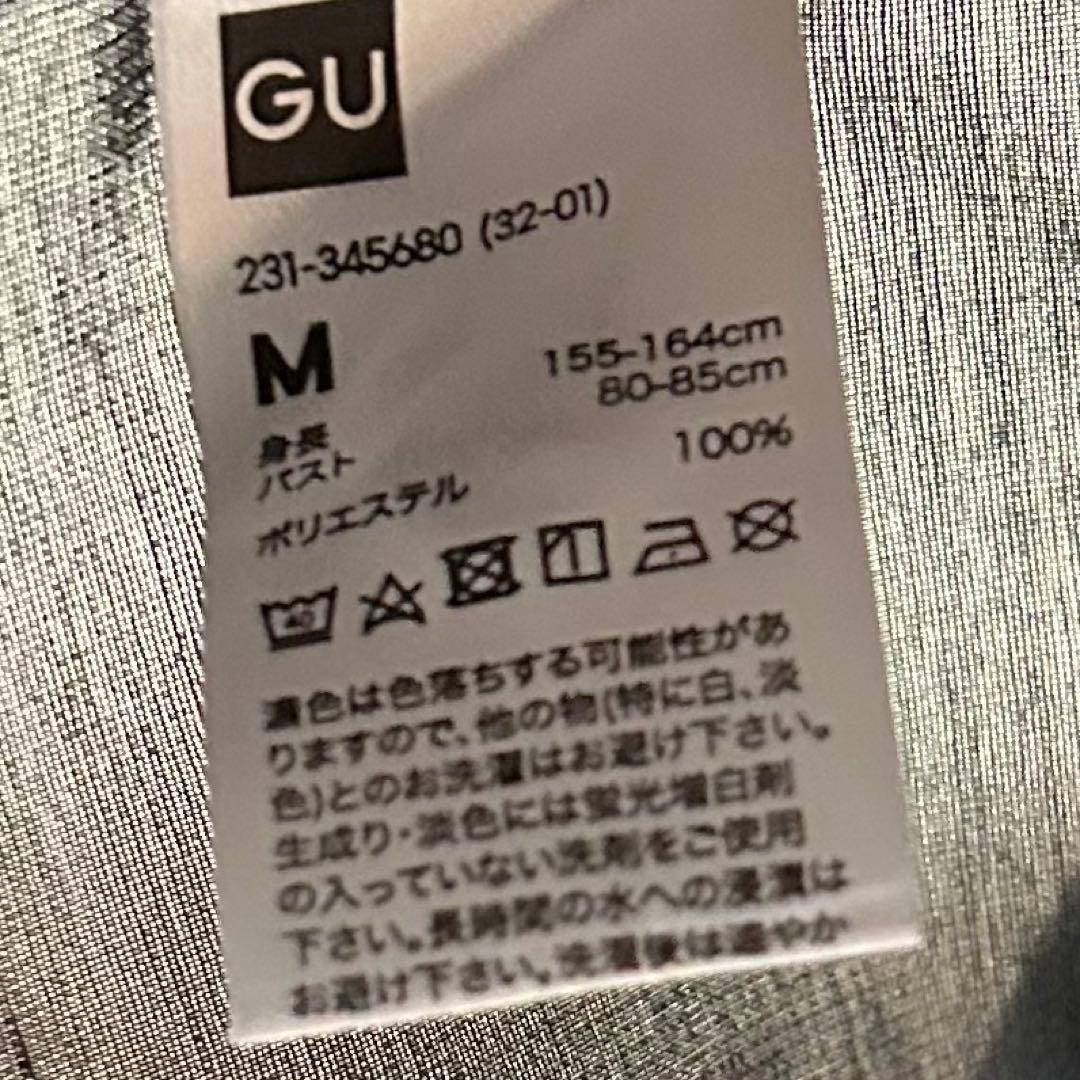 GU
231-345680 (32-01)
M
155-164cm
80-85cm
身長
バスト
100%
ポリエステル
40
濃色は色落ちする可能性があ
りますので、他の物(特に白、淡
色)とのお洗濯はお避け下さい。
生成り・淡色には蛍光増白剤
の入っていない洗剤をご使用
下さい。長時間の水への浸漬は
お避け下さい。洗濯後は速やか